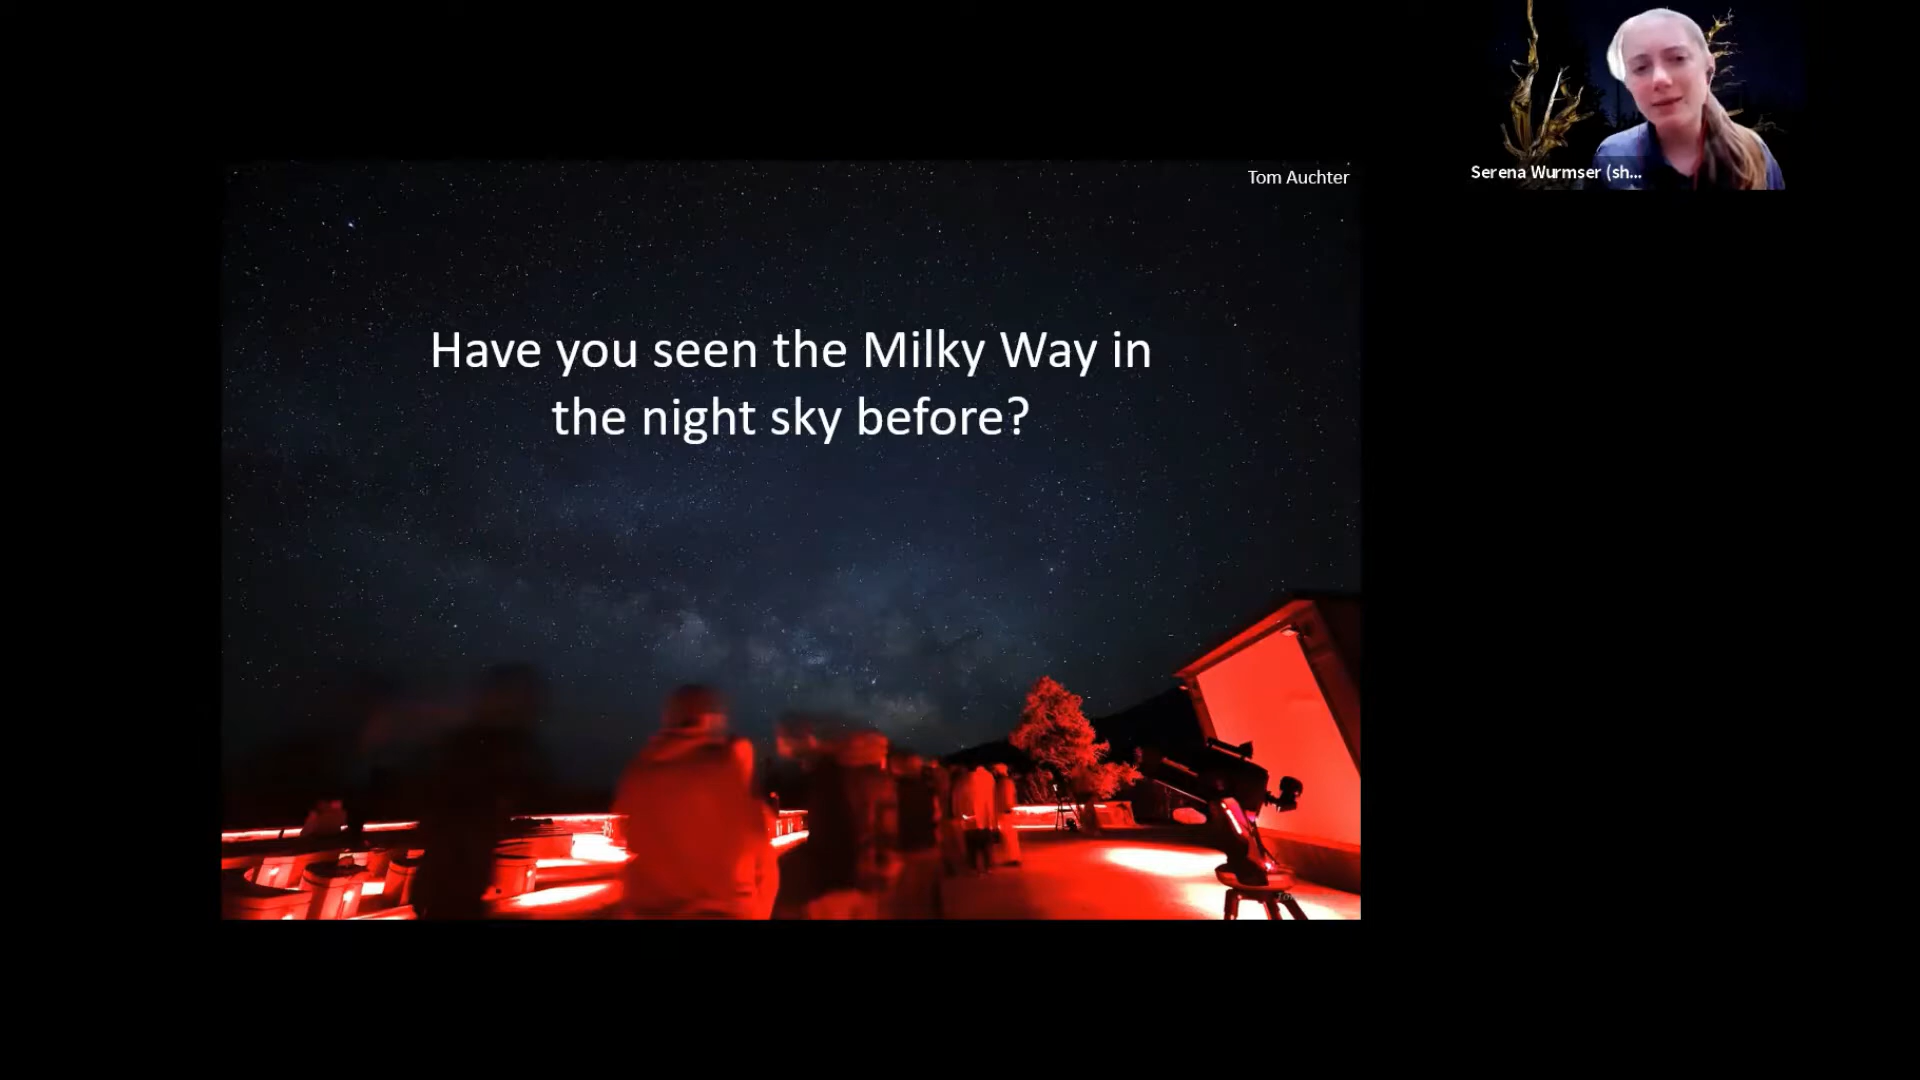 Tom Auchter
Serena Wurmser (sh...
Have you seen the Milky Way in
the night sky before?